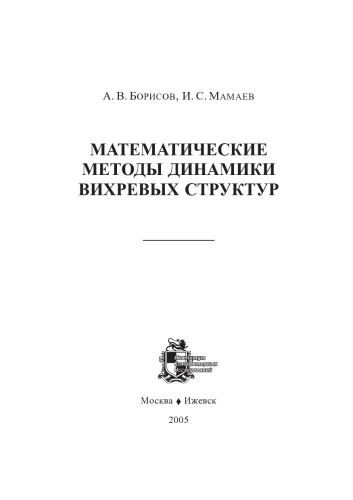 А. В. Борисов, И. С. Мамаев
МАТЕМАТИЧЕСКИЕ
МЕТОДЫ ДИНАМИКИ
ВИХРЕВЫХ СТРУКТУР
Москва ♦ Ижевск
2005